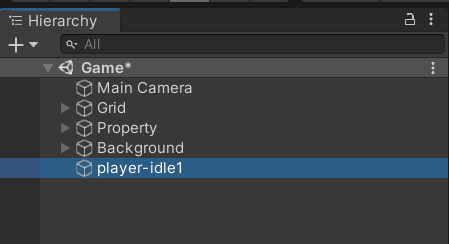 Hierarchy
All
Game*
Main Camera
Grid
Property
Background
player-idle1